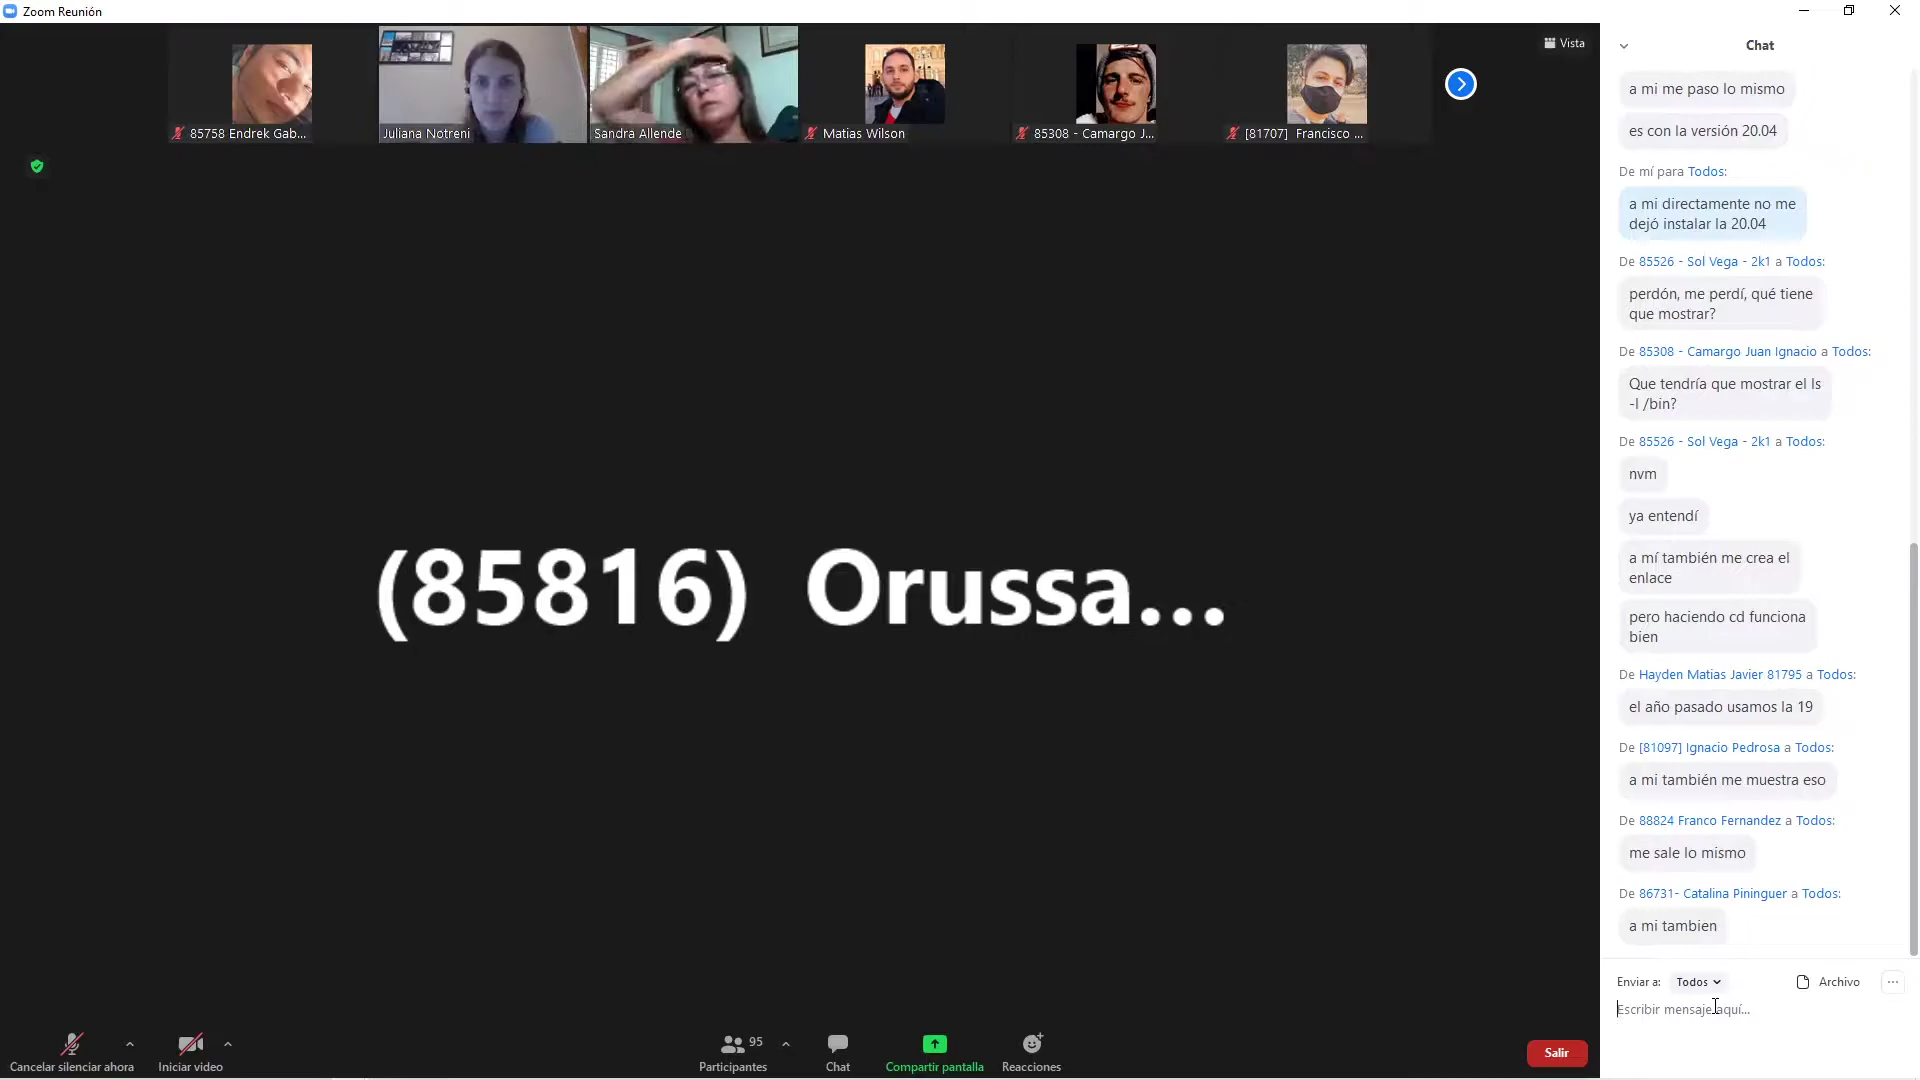 Zoom Reunión
85758 Endrek Gab...
Juliana Notreni
Sandra Allende
Matias Wilson
85308 - Camargo J...
[81707] Francisco ...
Vista
(85816) Orussa...
Cancelar silenciar ahora
Iniciar video
95
Participantes
Chat
Compartir pantalla
Reacciones
Salir
Chat
a mi me paso lo mismo
es con la versión 20.04
De mí para Todos:
a mi directamente no me
dejó instalar la 20.04
De 85526 - Sol Vega - 2k1 a Todos:
perdón, me perdí, qué tiene
que mostrar?
De 85308 - Camargo Juan Ignacio a Todos:
Que tendría que mostrar el ls
-l /bin?
De 85526 - Sol Vega - 2k1 a Todos:
nvm
ya entendí
a mí también me crea el
enlace
pero haciendo cd funciona
bien
De Hayden Matias Javier 81795 a Todos:
el año pasado usamos la 19
De [81097] Ignacio Pedrosa a Todos:
a mi también me muestra eso
De 88824 Franco Fernandez a Todos:
me sale lo mismo
De 86731- Catalina Pininguer a Todos:
a mi tambien
Enviar a: Todos
Archivo
Escribir mensaje aquí...